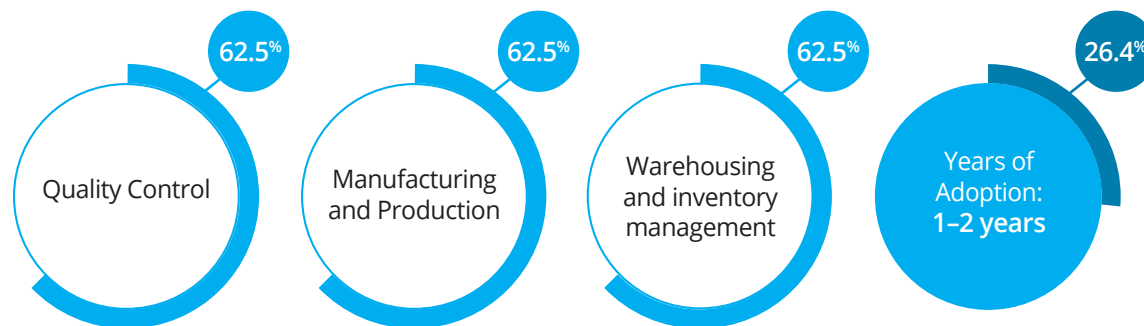 62.5%
Quality Control
62.5%
Manufacturing
and Production
62.5%
Warehousing
and inventory
management
26.4%
Years of
Adoption:
1–2 years